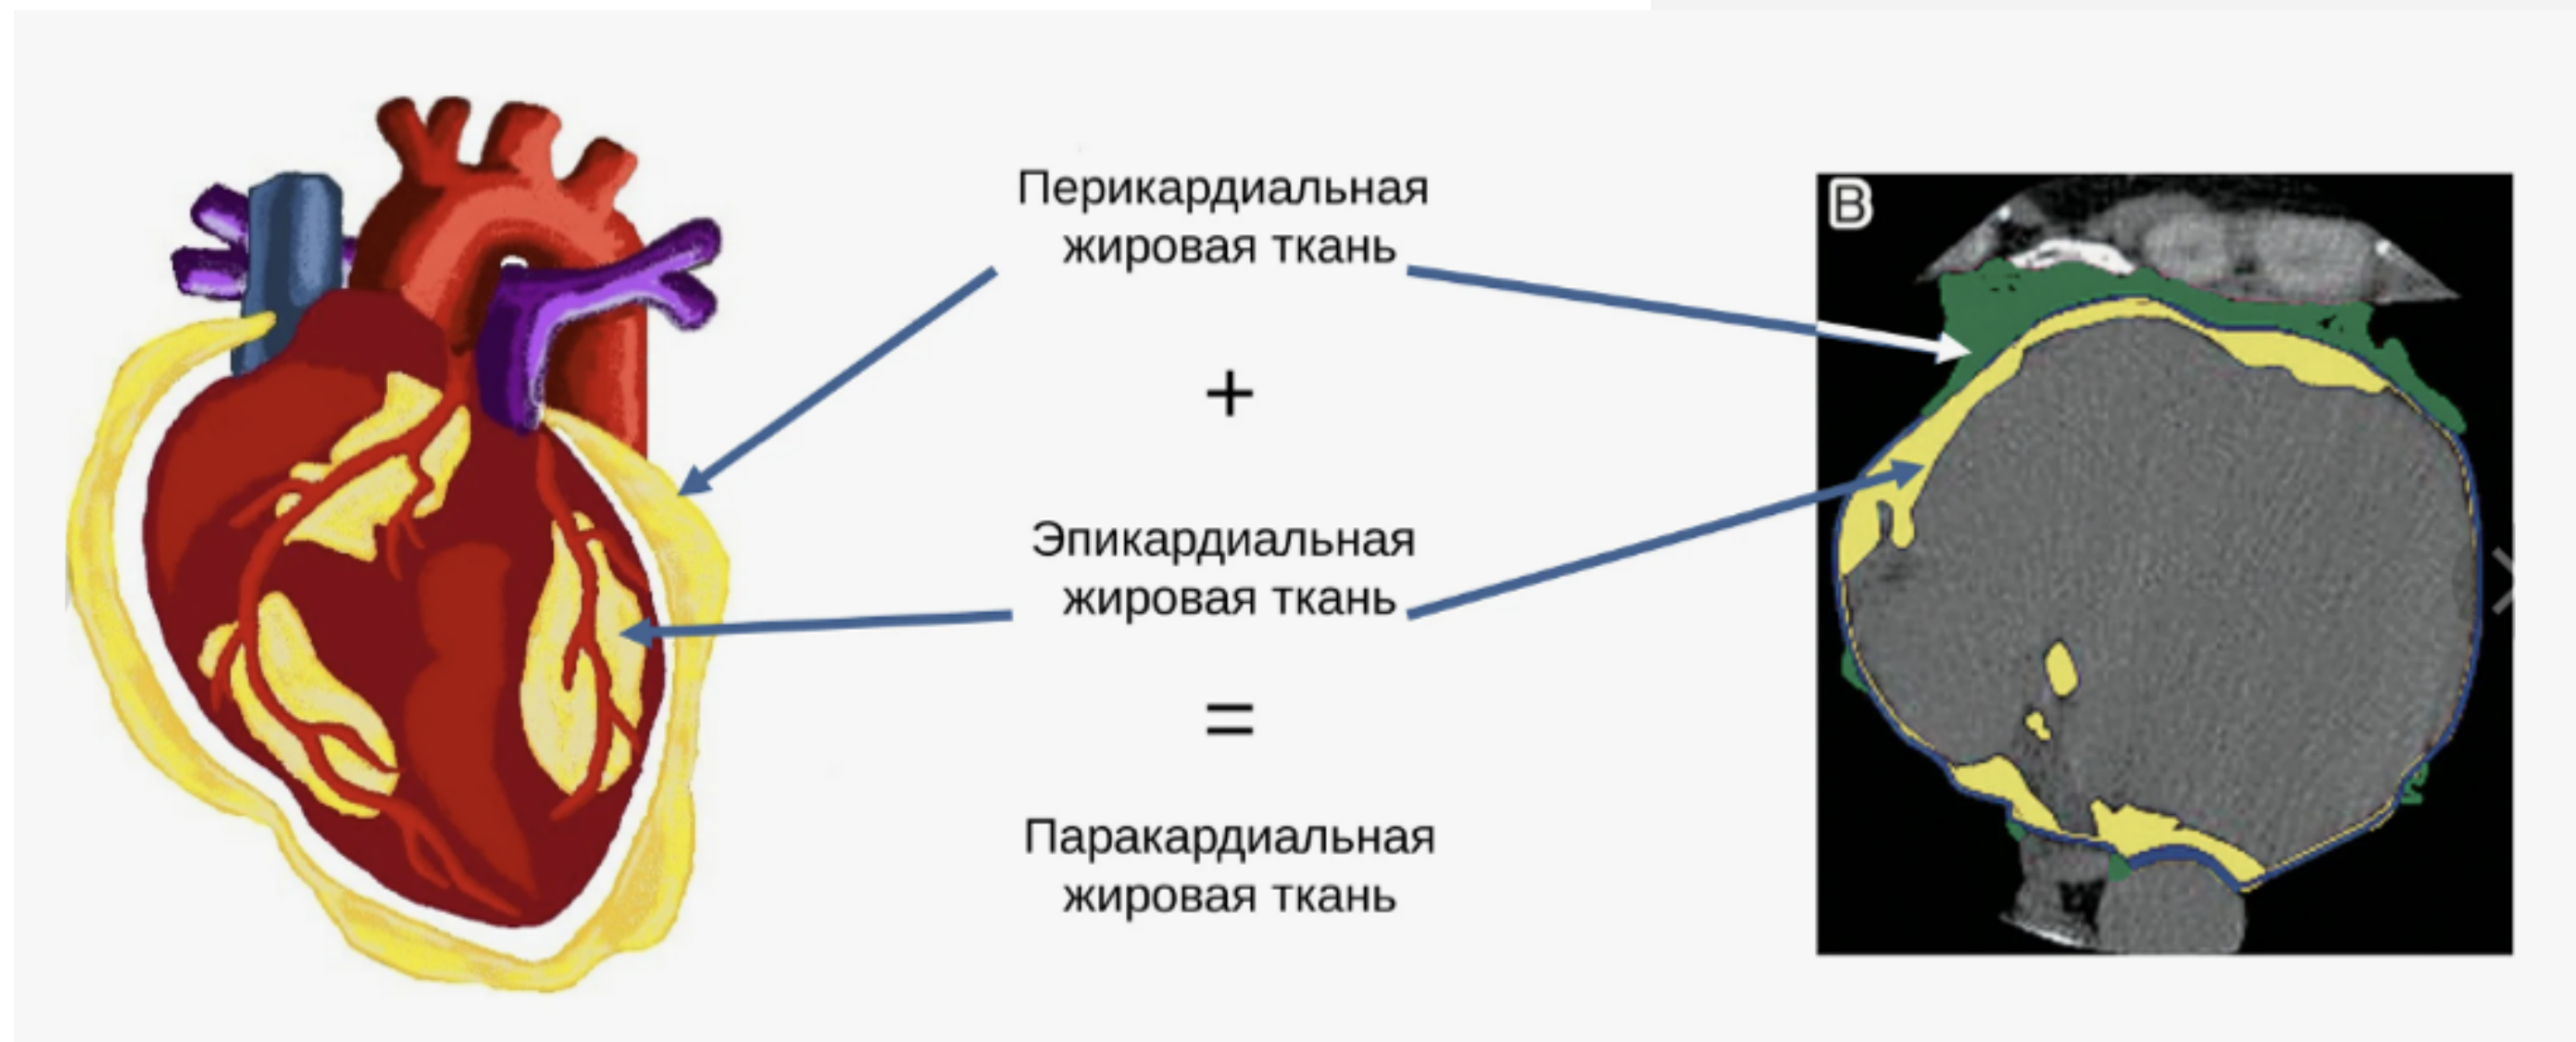 B
Перикардиальная
жировая ткань
+
Эпикардиальная
жировая ткань
=
Паракардиальная
жировая ткань